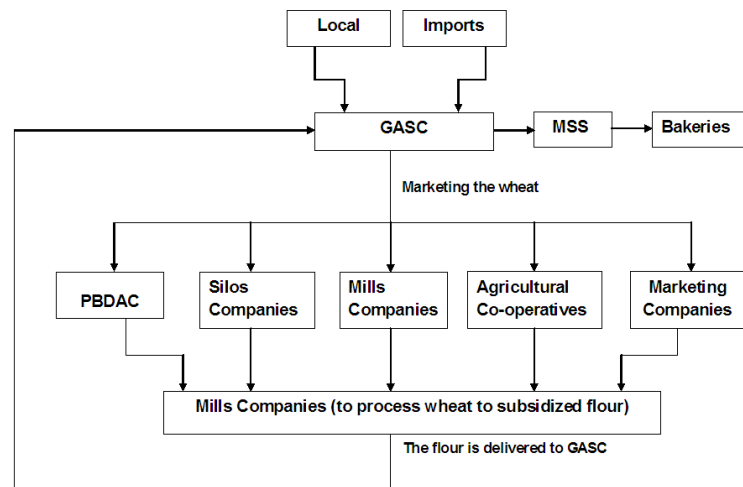 Local
Imports
GASC
MSS
Bakeries
Marketing the wheat
PBDAC
Silos
Companies
Mills
Companies
Agricultural
Co-operatives
Marketing
Companies
Mills Companies (to process wheat to subsidized flour)
The flour is delivered to GASC